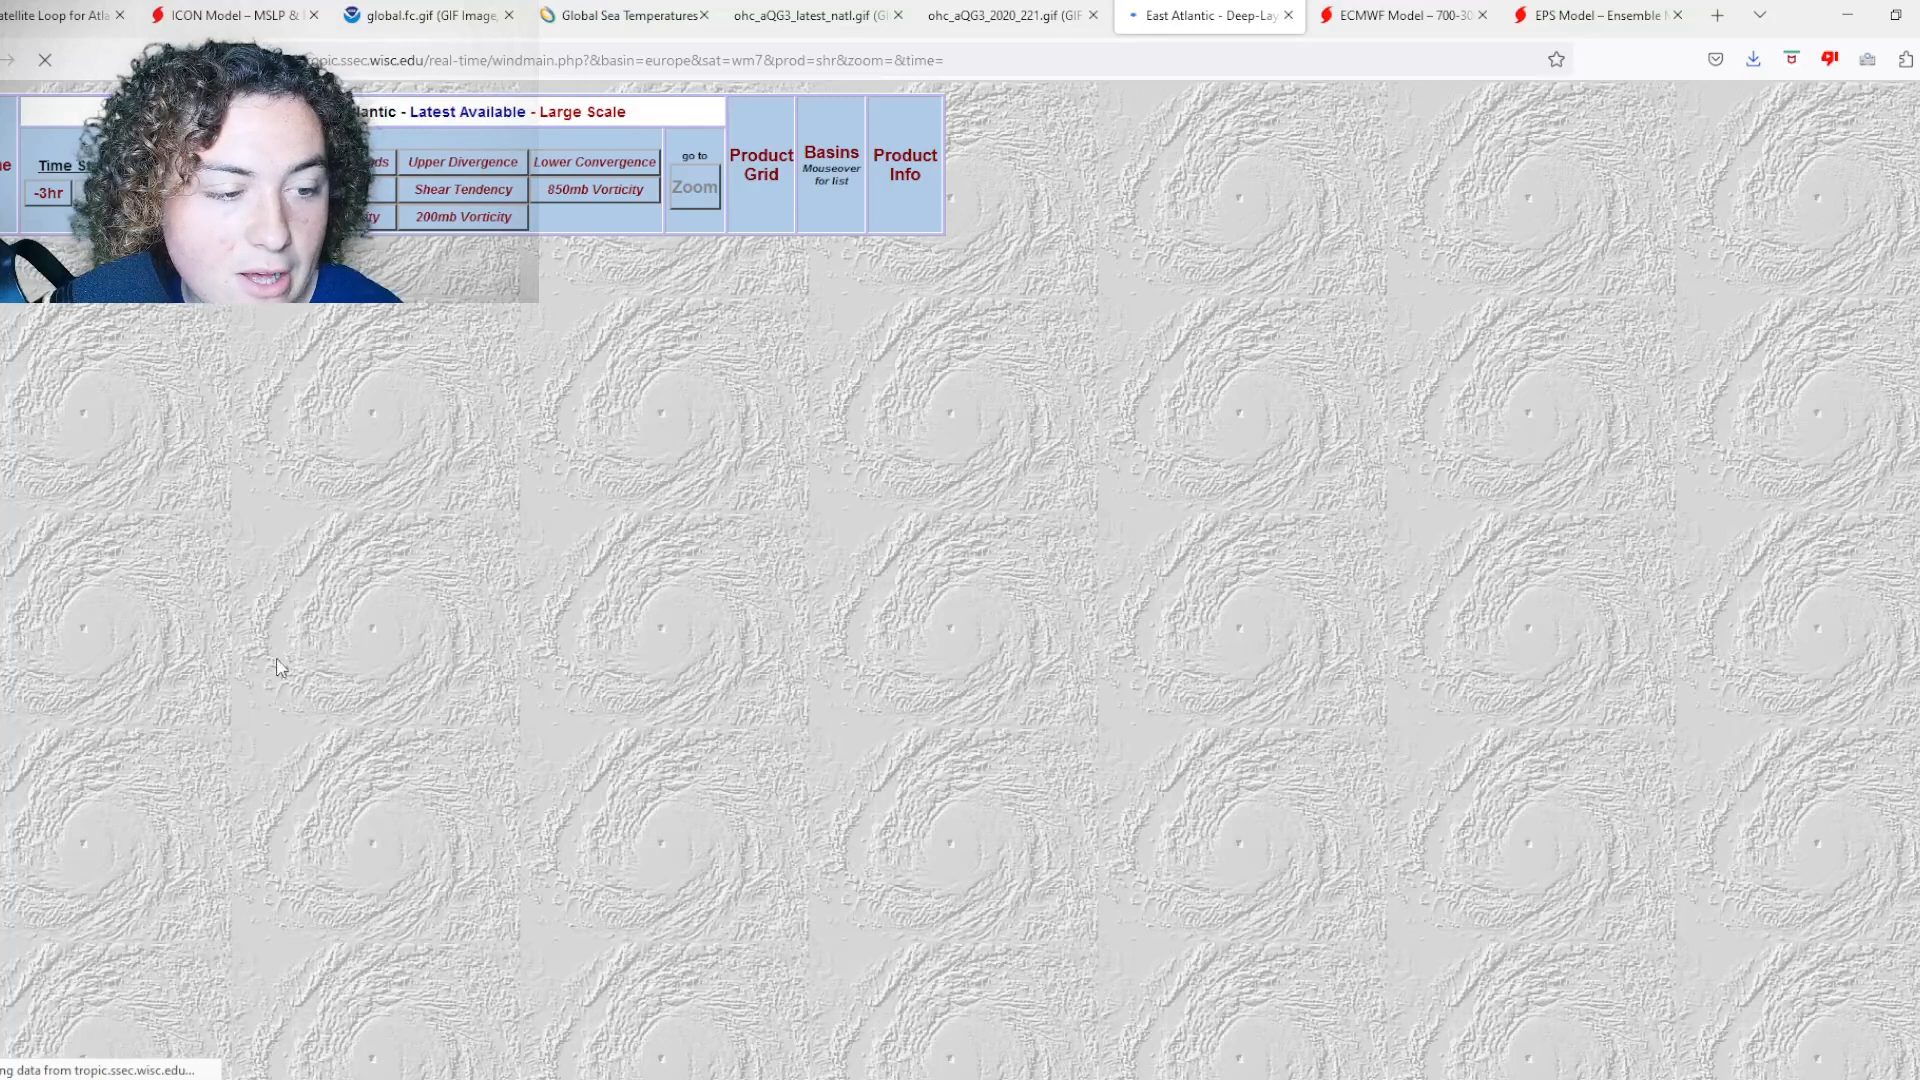 atellite Loop for Atla
ICON Model – MSLP &
global.fc.gif (GIF Image,
Global Sea Temperatures
ohc_aQG3_latest_natl.gif (GI
ohc_aQG3_2020_221.gif (GIF
East Atlantic - Deep-Lay
ECMWF Model – 700-30
EPS Model – Ensemble
opic.ssec.wisc.edu/real-time/windmain.php?&basin=europe&sat=wm7&prod=shr&zoom=&time=
lantic - Latest Available - Large Scale
Time St
-3hr
Upper Divergence
Lower Convergence
Shear Tendency
850mb Vorticity
200mb Vorticity
go to
Zoom
Product
Grid
Basins
Mouseover
for list
Product
Info
ng data from tropic.ssec.wisc.edu...